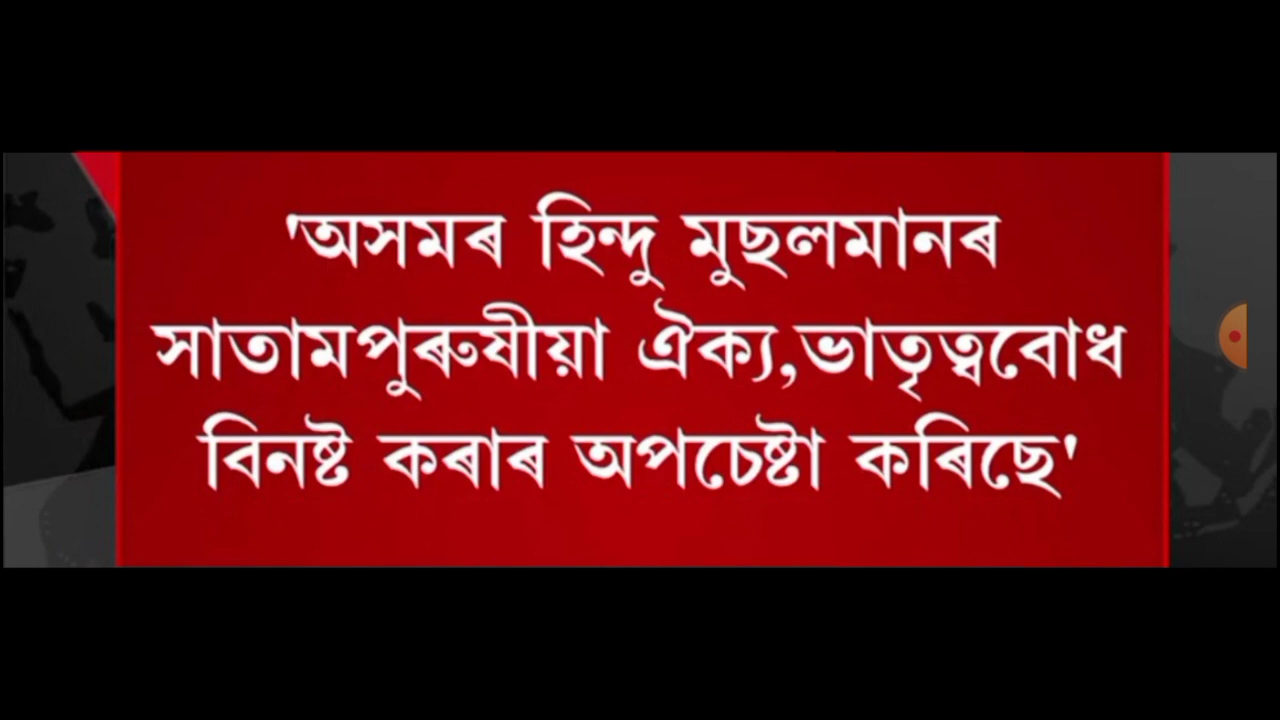 'অসমৰ হিন্দু মুছলমানৰ
সাতামপুৰুষীয়া ঐক্য,ভাতৃত্ববোধ
বিনষ্ট কৰাৰ অপচেষ্টা কৰিছে'